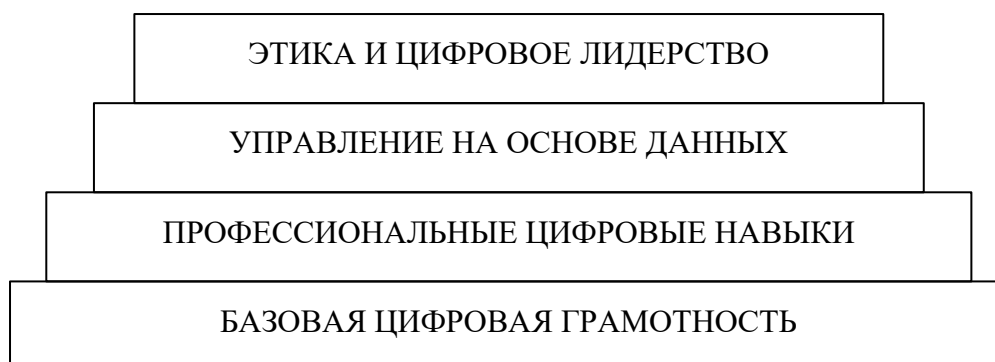 ЭТИКА И ЦИФРОВОЕ ЛИДЕРСТВО
УПРАВЛЕНИЕ НА ОСНОВЕ ДАННЫХ
ПРОФЕССИОНАЛЬНЫЕ ЦИФРОВЫЕ НАВЫКИ
БАЗОВАЯ ЦИФРОВАЯ ГРАМОТНОСТЬ